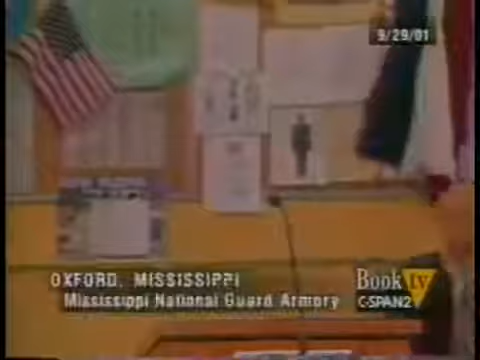 9/29/01
OXFORD, MISSISSIPPI
Mississippi National Guard Armory
Book tv
C-SPAN2